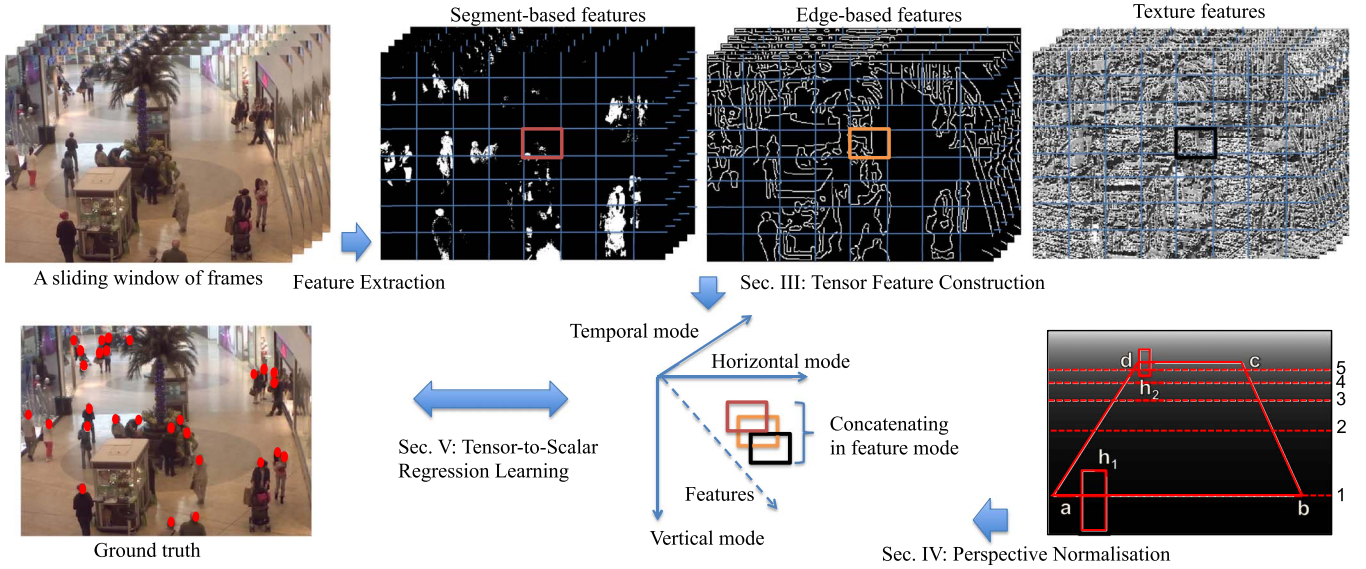 Segment-based features
Edge-based features
Texture features
A sliding window of frames
Feature Extraction
Sec. III: Tensor Feature Construction
Temporal mode
Horizontal mode
Concatenating
in feature mode
Features
Vertical mode
Sec. V: Tensor-to-Scalar
Regression Learning
Ground truth
d
c
h2
h1
a
b
5
4
3
2
1
Sec. IV: Perspective Normalisation